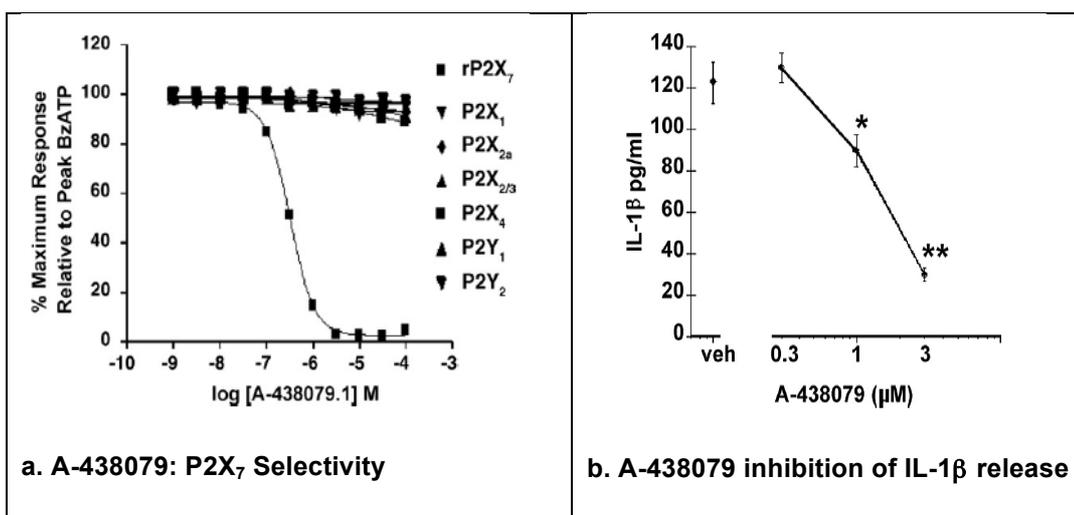 120
100
80
60
40
20
0
-10 -9 -8 -7 -6 -5 -4 -3
% Maximum Response
Relative to Peak BzATP
log [A-438079.1] M
rP2X₇
P2X₁
P2X₂ₐ
P2X₂/₃
P2X₄
P2Y₁
P2Y₂
a. A-438079: P2X₇ Selectivity
140
120
100
80
60
40
20
0
IL-1β pg/ml
*
**
veh 0.3 1 3
A-438079 (µM)
b. A-438079 inhibition of IL-1β release